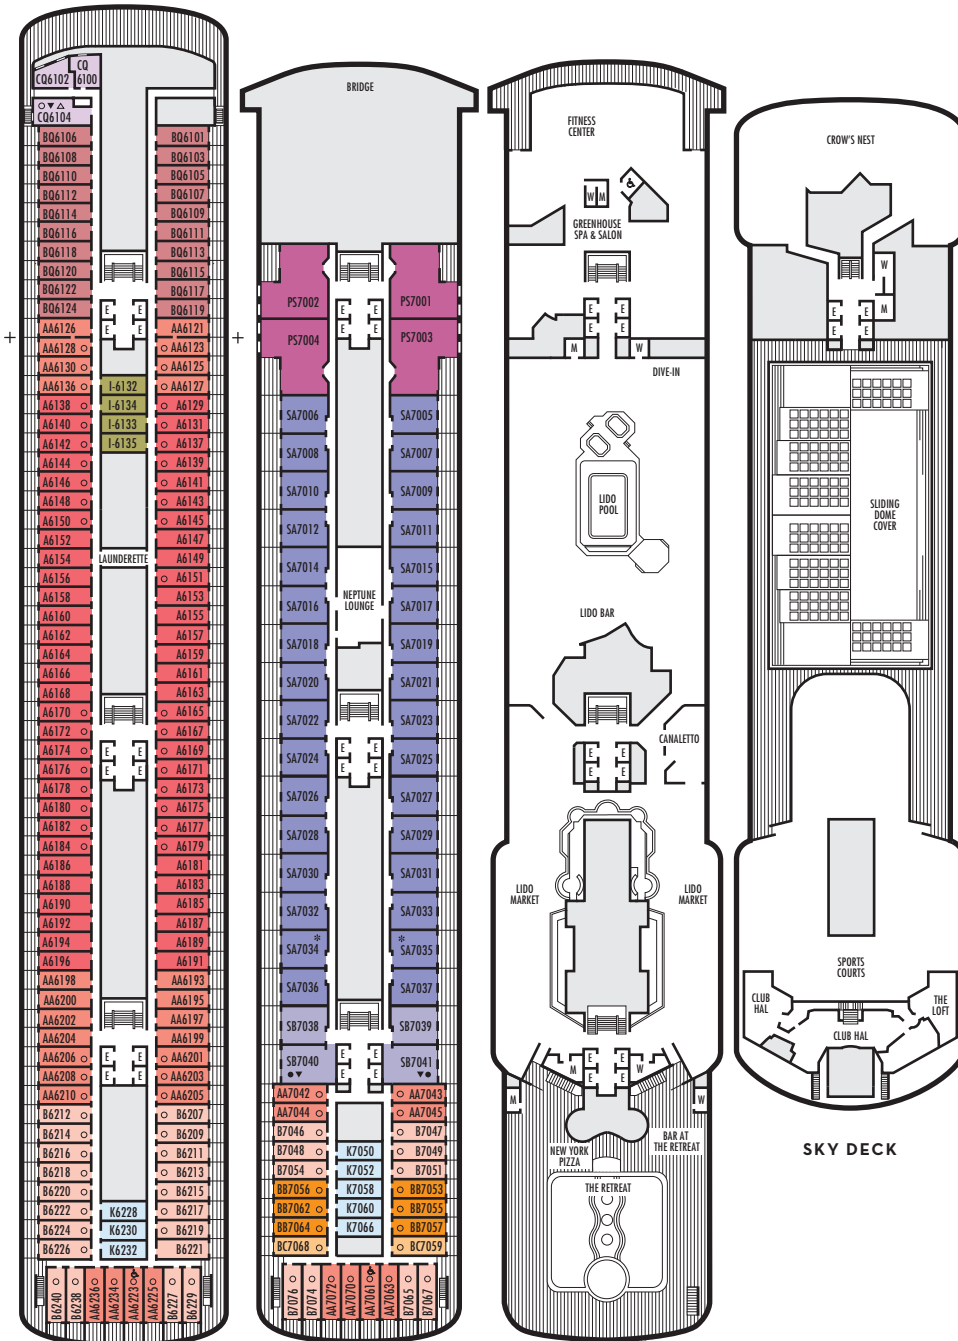 CQ6102
CQ
6100
CQ6104
BQ6106
BQ6108
BQ6110
BQ6112
BQ6114
BQ6116
BQ6118
BQ6120
BQ6122
BQ6124
AA6126
AA6128
AA6130
AA6136
A6138
A6140
A6142
A6144
A6146
A6148
A6150
A6152
A6154
A6156
A6158
A6160
A6162
A6164
A6166
A6168
A6170
A6172
A6174
A6176
A6178
A6180
A6182
A6184
A6186
A6188
A6190
A6192
A6194
A6196
AA6198
AA6200
AA6202
AA6204
AA6206
AA6208
AA6210
B6212
B6214
B6216
B6218
B6220
B6222
B6224
B6226
E
E
E
E
I-6132
I-6134
I-6133
I-6135
LAUNDERETTE
E
E
E
E
E
E
E
E
K6228
K6230
K6232
BQ6101
BQ6103
BQ6105
BQ6107
BQ6109
BQ6111
BQ6113
BQ6115
BQ6117
BQ6119
AA6121
AA6123
AA6125
AA6127
A6129
A6131
A6137
A6139
A6141
A6143
A6145
A6147
A6149
A6151
A6153
A6155
A6157
A6159
A6161
A6163
A6165
A6167
A6169
A6171
A6173
A6175
A6177
A6179
A6181
A6183
A6185
A6187
A6189
A6191
AA6193
AA6195
AA6197
AA6199
AA6201
AA6203
AA6205
B6207
B6209
B6211
B6213
B6215
B6217
B6219
B6221
B6240
B6238
AA6236
AA6234
AA6223
AA6225
B6227
B6229
BRIDGE
PS7002
PS7004
SA7006
SA7008
SA7010
SA7012
SA7014
SA7016
SA7018
SA7020
SA7022
SA7024
SA7026
SA7028
SA7030
SA7032
SA7034
SA7036
SB7038
SB7040
AA7042
AA7044
B7046
B7048
B7054
BB7056
BB7062
BB7064
BC7068
E
E
E
E
NEPTUNE
LOUNGE
E
E
E
E
E
E
E
E
K7050
K7052
K7058
K7060
K7066
PS7001
PS7003
SA7005
SA7007
SA7009
SA7011
SA7015
SA7017
SA7019
SA7021
SA7023
SA7025
SA7027
SA7029
SA7031
SA7033
SA7035
SA7037
SB7039
SB7041
AA7043
AA7045
B7047
B7049
B7051
BB7053
BB7055
BB7057
BC7059
B7076
B7074
AA7072
AA7070
AA7061
AA7063
B7065
B7067
FITNESS
CENTER
W
M
GREENHOUSE
SPA & SALON
E
E
E
E
M
W
DIVE-IN
LIDO
POOL
LIDO BAR
CANALETTO
E
E
E
E
LIDO
MARKET
LIDO
MARKET
M
E
E
E
E
W
M
W
NEW YORK
PIZZA
BAR AT
THE RETREAT
THE RETREAT
CROW'S NEST
W
M
E
E
E
E
SLIDING
DOME
COVER
SPORTS
COURTS
CLUB
HAL
CLUB HAL
THE
LOFT
SKY DECK